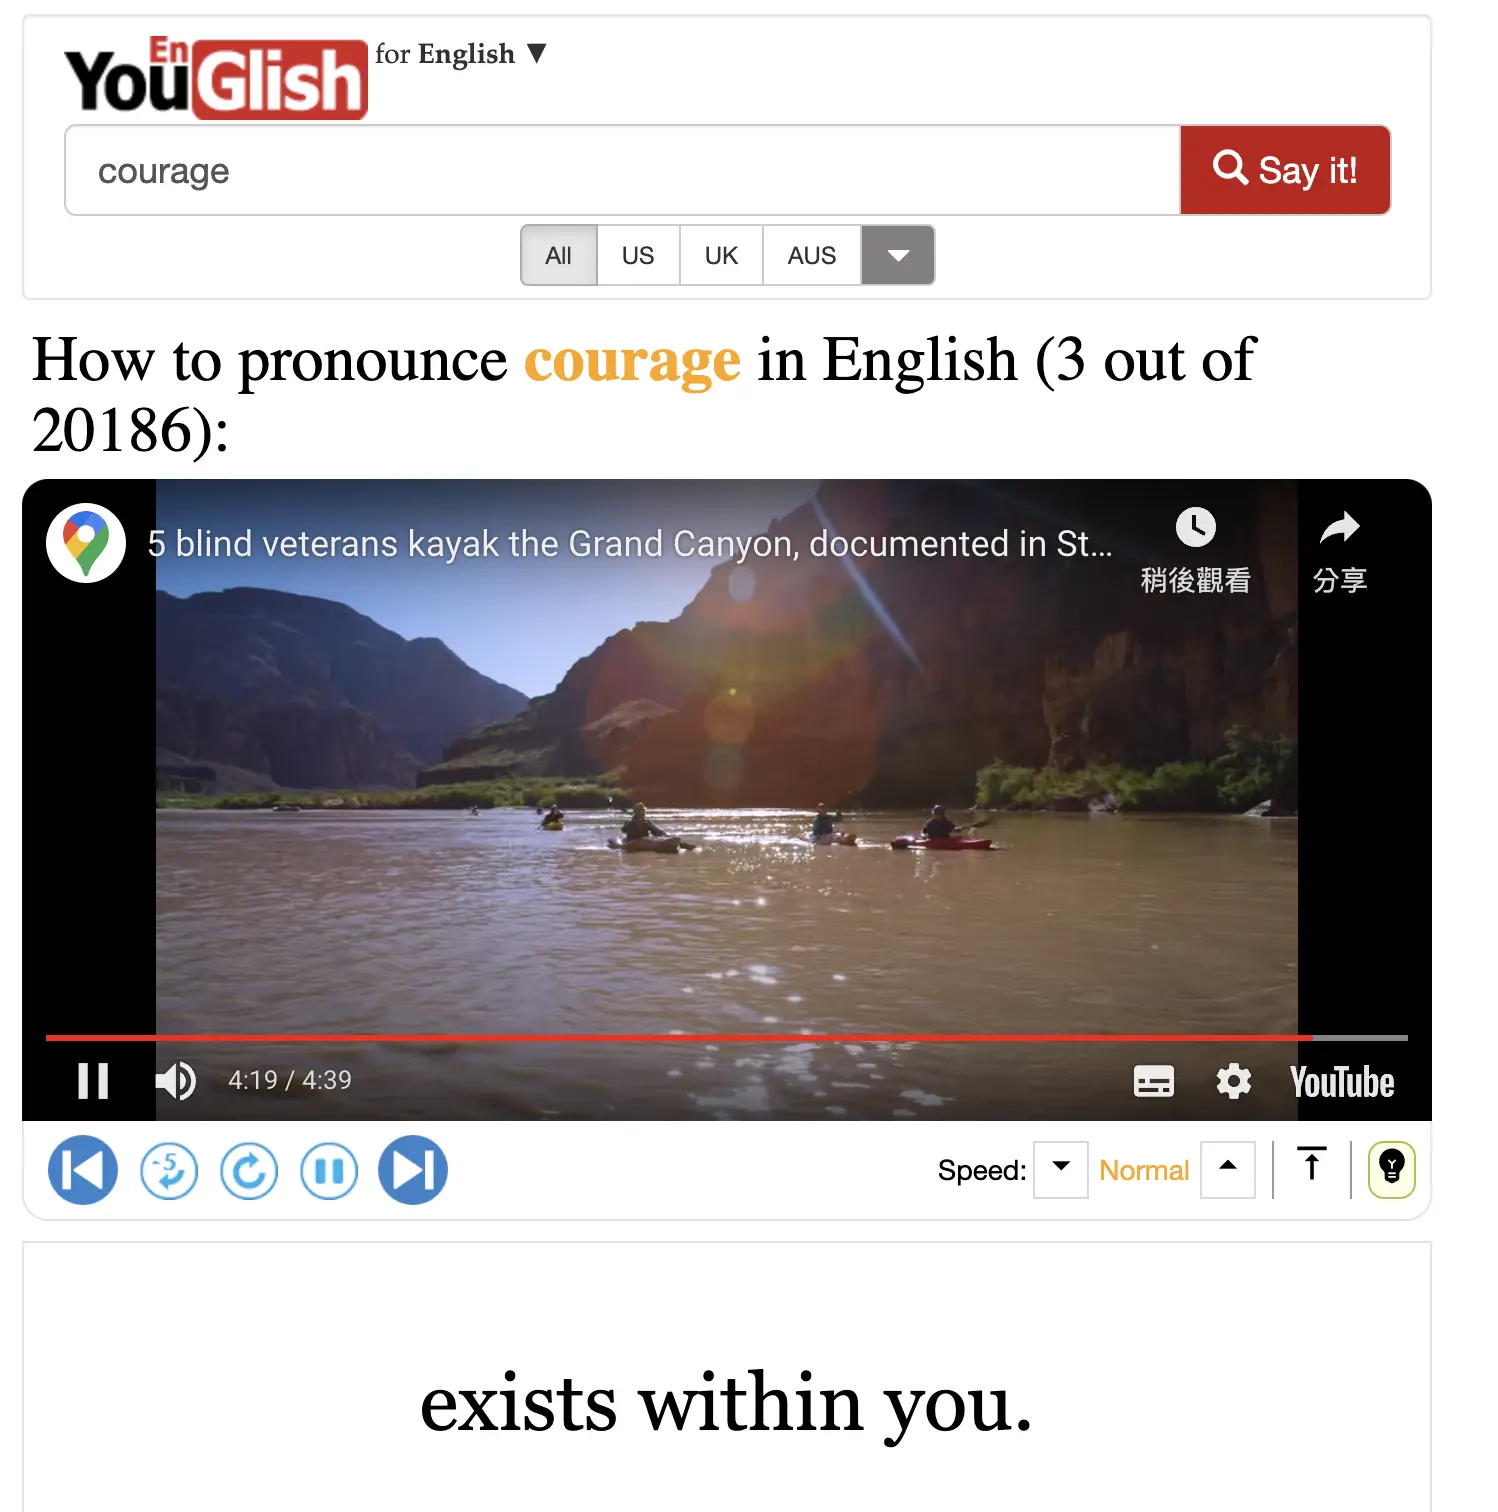 YouGlish
En
for English ▼
courage
Say it!
All US UK AUS
How to pronounce courage in English (3 out of
20186):
5 blind veterans kayak the Grand Canyon, documented in St...
稍後觀看 分享
4:19 / 4:39
YouTube
-5
Speed: Normal
exists within you.